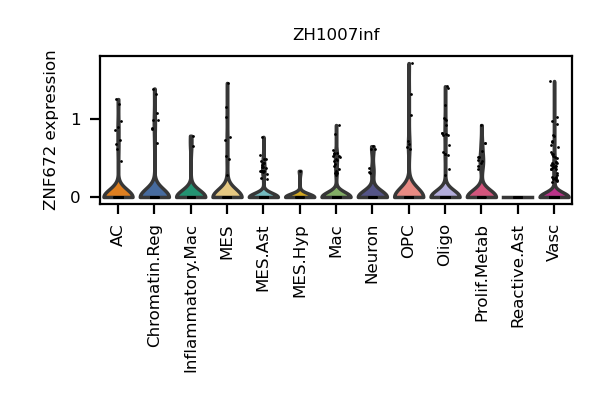 ZH1007inf
ZNF672 expression
1
0
AC
Chromatin.Reg
Inflammatory.Mac
MES
MES.Ast
MES.Hyp
Mac
Neuron
OPC
Oligo
Prolif.Metab
Reactive.Ast
Vasc